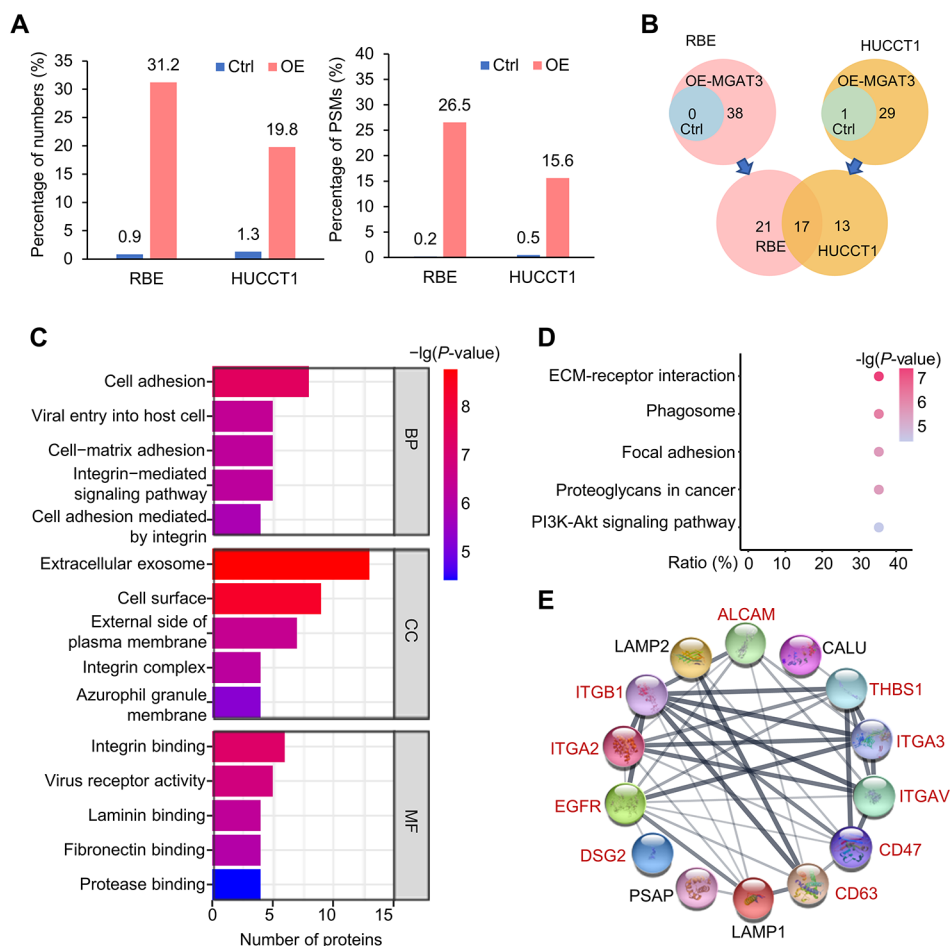 A
Percentage of numbers (%)
35
30
25
20
15
10
5
0
Ctrl OE
0.9
31.2
1.3
19.8
RBE HUCCT1
Percentage of PSMs (%)
40
35
30
25
20
15
10
5
0
Ctrl OE
0.2
26.5
0.5
15.6
RBE HUCCT1
B
RBE
HUCCT1
OE-MGAT3
0
Ctrl
38
OE-MGAT3
1
Ctrl
29
21
RBE
17
13
HUCCT1
C
−lg(P-value)
8
7
6
5
Cell adhesion
Viral entry into host cell
Cell−matrix adhesion
Integrin−mediated
signaling pathway
Cell adhesion mediated
by integrin
BP
Extracellular exosome
Cell surface
External side of
plasma membrane
Integrin complex
Azurophil granule
membrane
CC
Integrin binding
Virus receptor activity
Laminin binding
Fibronectin binding
Protease binding
MF
0 5 10 15
Number of proteins
D
-lg(P-value)
7
6
5
ECM-receptor interaction
Phagosome
Focal adhesion
Proteoglycans in cancer
PI3K-Akt signaling pathway
Ratio (%) 0 10 20 30 40
E
ALCAM
LAMP2
CALU
ITGB1
THBS1
ITGA2
ITGA3
EGFR
ITGAV
DSG2
CD47
PSAP
CD63
LAMP1